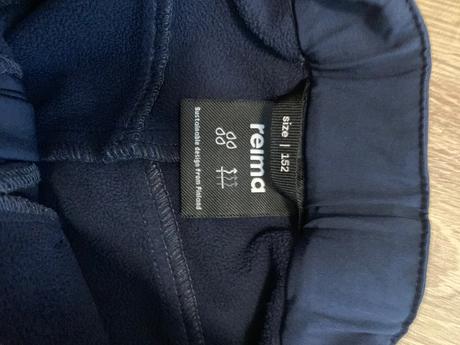 size | 152
reima
Sustainable design from Finland